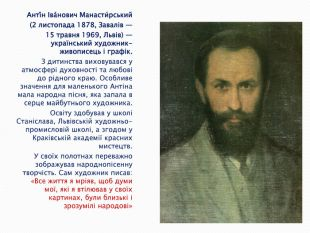 Анті́н Іва́нович Манасти́рський
(2 листопада 1878, Завалів —
15 травня 1969, Львів) —
український художник-
живописець і графік.
З дитинства виховувався у
атмосфері духовності та любові
до рідного краю. Особливе
значення для маленького Антіна
мала народна пісня, яка запала в
серце майбутнього художника.
Освіту здобував у школі
Станіслава, Львівській художньо-
промисловій школі, а згодом у
Краківській академії красних
мистецтв.
У своїх полотнах переважно
зображував народнопісенну
творчість. Сам художник писав:
«Все життя я мріяв, щоб думи
мої, які я втілював у своїх
картинах, були близькі і
зрозумілі народові»